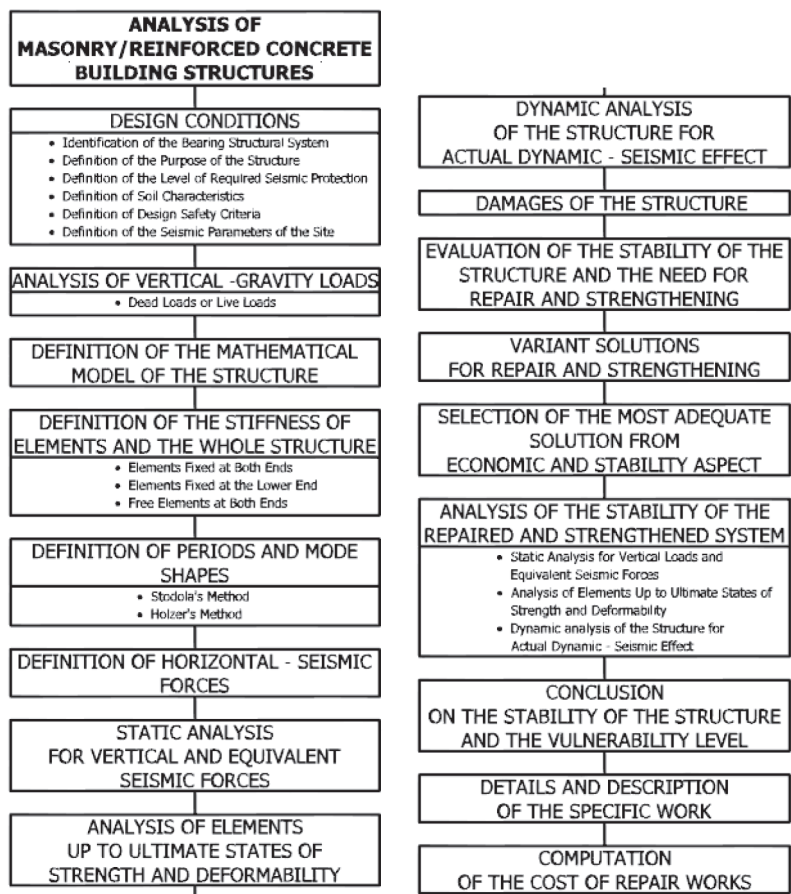 ANALYSIS OF
MASONRY/REINFORCED CONCRETE
BUILDING STRUCTURES
DESIGN CONDITIONS
• Identification of the Bearing Structural System
• Definition of the Purpose of the Structure
• Definition of the Level of Required Seismic Protection
• Definition of Soil Characteristics
• Definition of Design Safety Criteria
• Definition of the Seismic Parameters of the Site
ANALYSIS OF VERTICAL -GRAVITY LOADS
• Dead Loads or Live Loads
DEFINITION OF THE MATHEMATICAL
MODEL OF THE STRUCTURE
DEFINITION OF THE STIFFNESS OF
ELEMENTS AND THE WHOLE STRUCTURE
• Elements Fixed at Both Ends
• Elements Fixed at the Lower End
• Free Elements at Both Ends
DEFINITION OF PERIODS AND MODE
SHAPES
• Stodola's Method
• Holzer's Method
DEFINITION OF HORIZONTAL - SEISMIC
FORCES
STATIC ANALYSIS
FOR VERTICAL AND EQUIVALENT
SEISMIC FORCES
ANALYSIS OF ELEMENTS
UP TO ULTIMATE STATES OF
STRENGTH AND DEFORMABILITY
DYNAMIC ANALYSIS
OF THE STRUCTURE FOR
ACTUAL DYNAMIC - SEISMIC EFFECT
DAMAGES OF THE STRUCTURE
EVALUATION OF THE STABILITY OF THE
STRUCTURE AND THE NEED FOR
REPAIR AND STRENGTHENING
VARIANT SOLUTIONS
FOR REPAIR AND STRENGTHENING
SELECTION OF THE MOST ADEQUATE
SOLUTION FROM
ECONOMIC AND STABILITY ASPECT
ANALYSIS OF THE STABILITY OF THE
REPAIRED AND STRENGTHENED SYSTEM
• Static Analysis for Vertical Loads and
Equivalent Seismic Forces
• Analysis of Elements Up to Ultimate States of
Strength and Deformability
• Dynamic analysis of the Structure for
Actual Dynamic - Seismic Effect
CONCLUSION
ON THE STABILITY OF THE STRUCTURE
AND THE VULNERABILITY LEVEL
DETAILS AND DESCRIPTION
OF THE SPECIFIC WORK
COMPUTATION
OF THE COST OF REPAIR WORKS